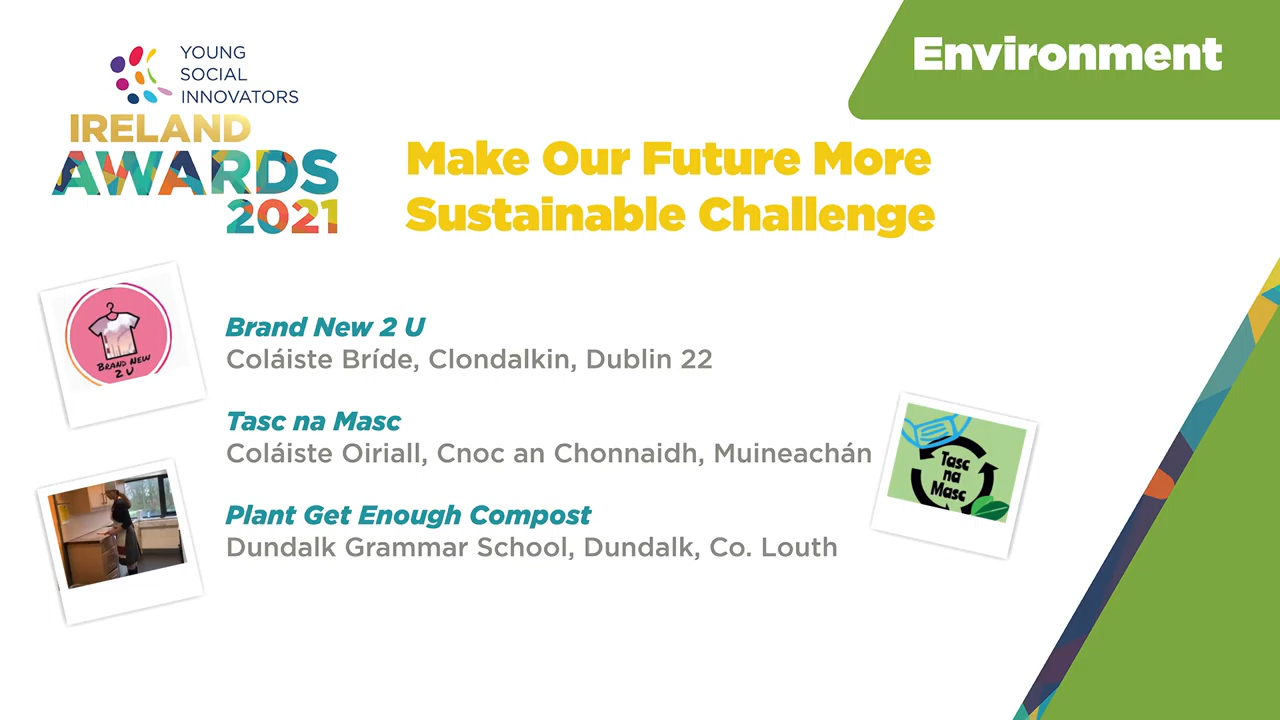 YOUNG
SOCIAL
INNOVATORS
IRELAND
AWARDS
2021
Environment
Make Our Future More
Sustainable Challenge
BRAND NEW
2 U
Brand New 2 U
Coláiste Bríde, Clondalkin, Dublin 22
Tasc na Masc
Coláiste Oiriall, Cnoc an Chonnaidh, Muineachán
Tasc
na
Masc
Plant Get Enough Compost
Dundalk Grammar School, Dundalk, Co. Louth